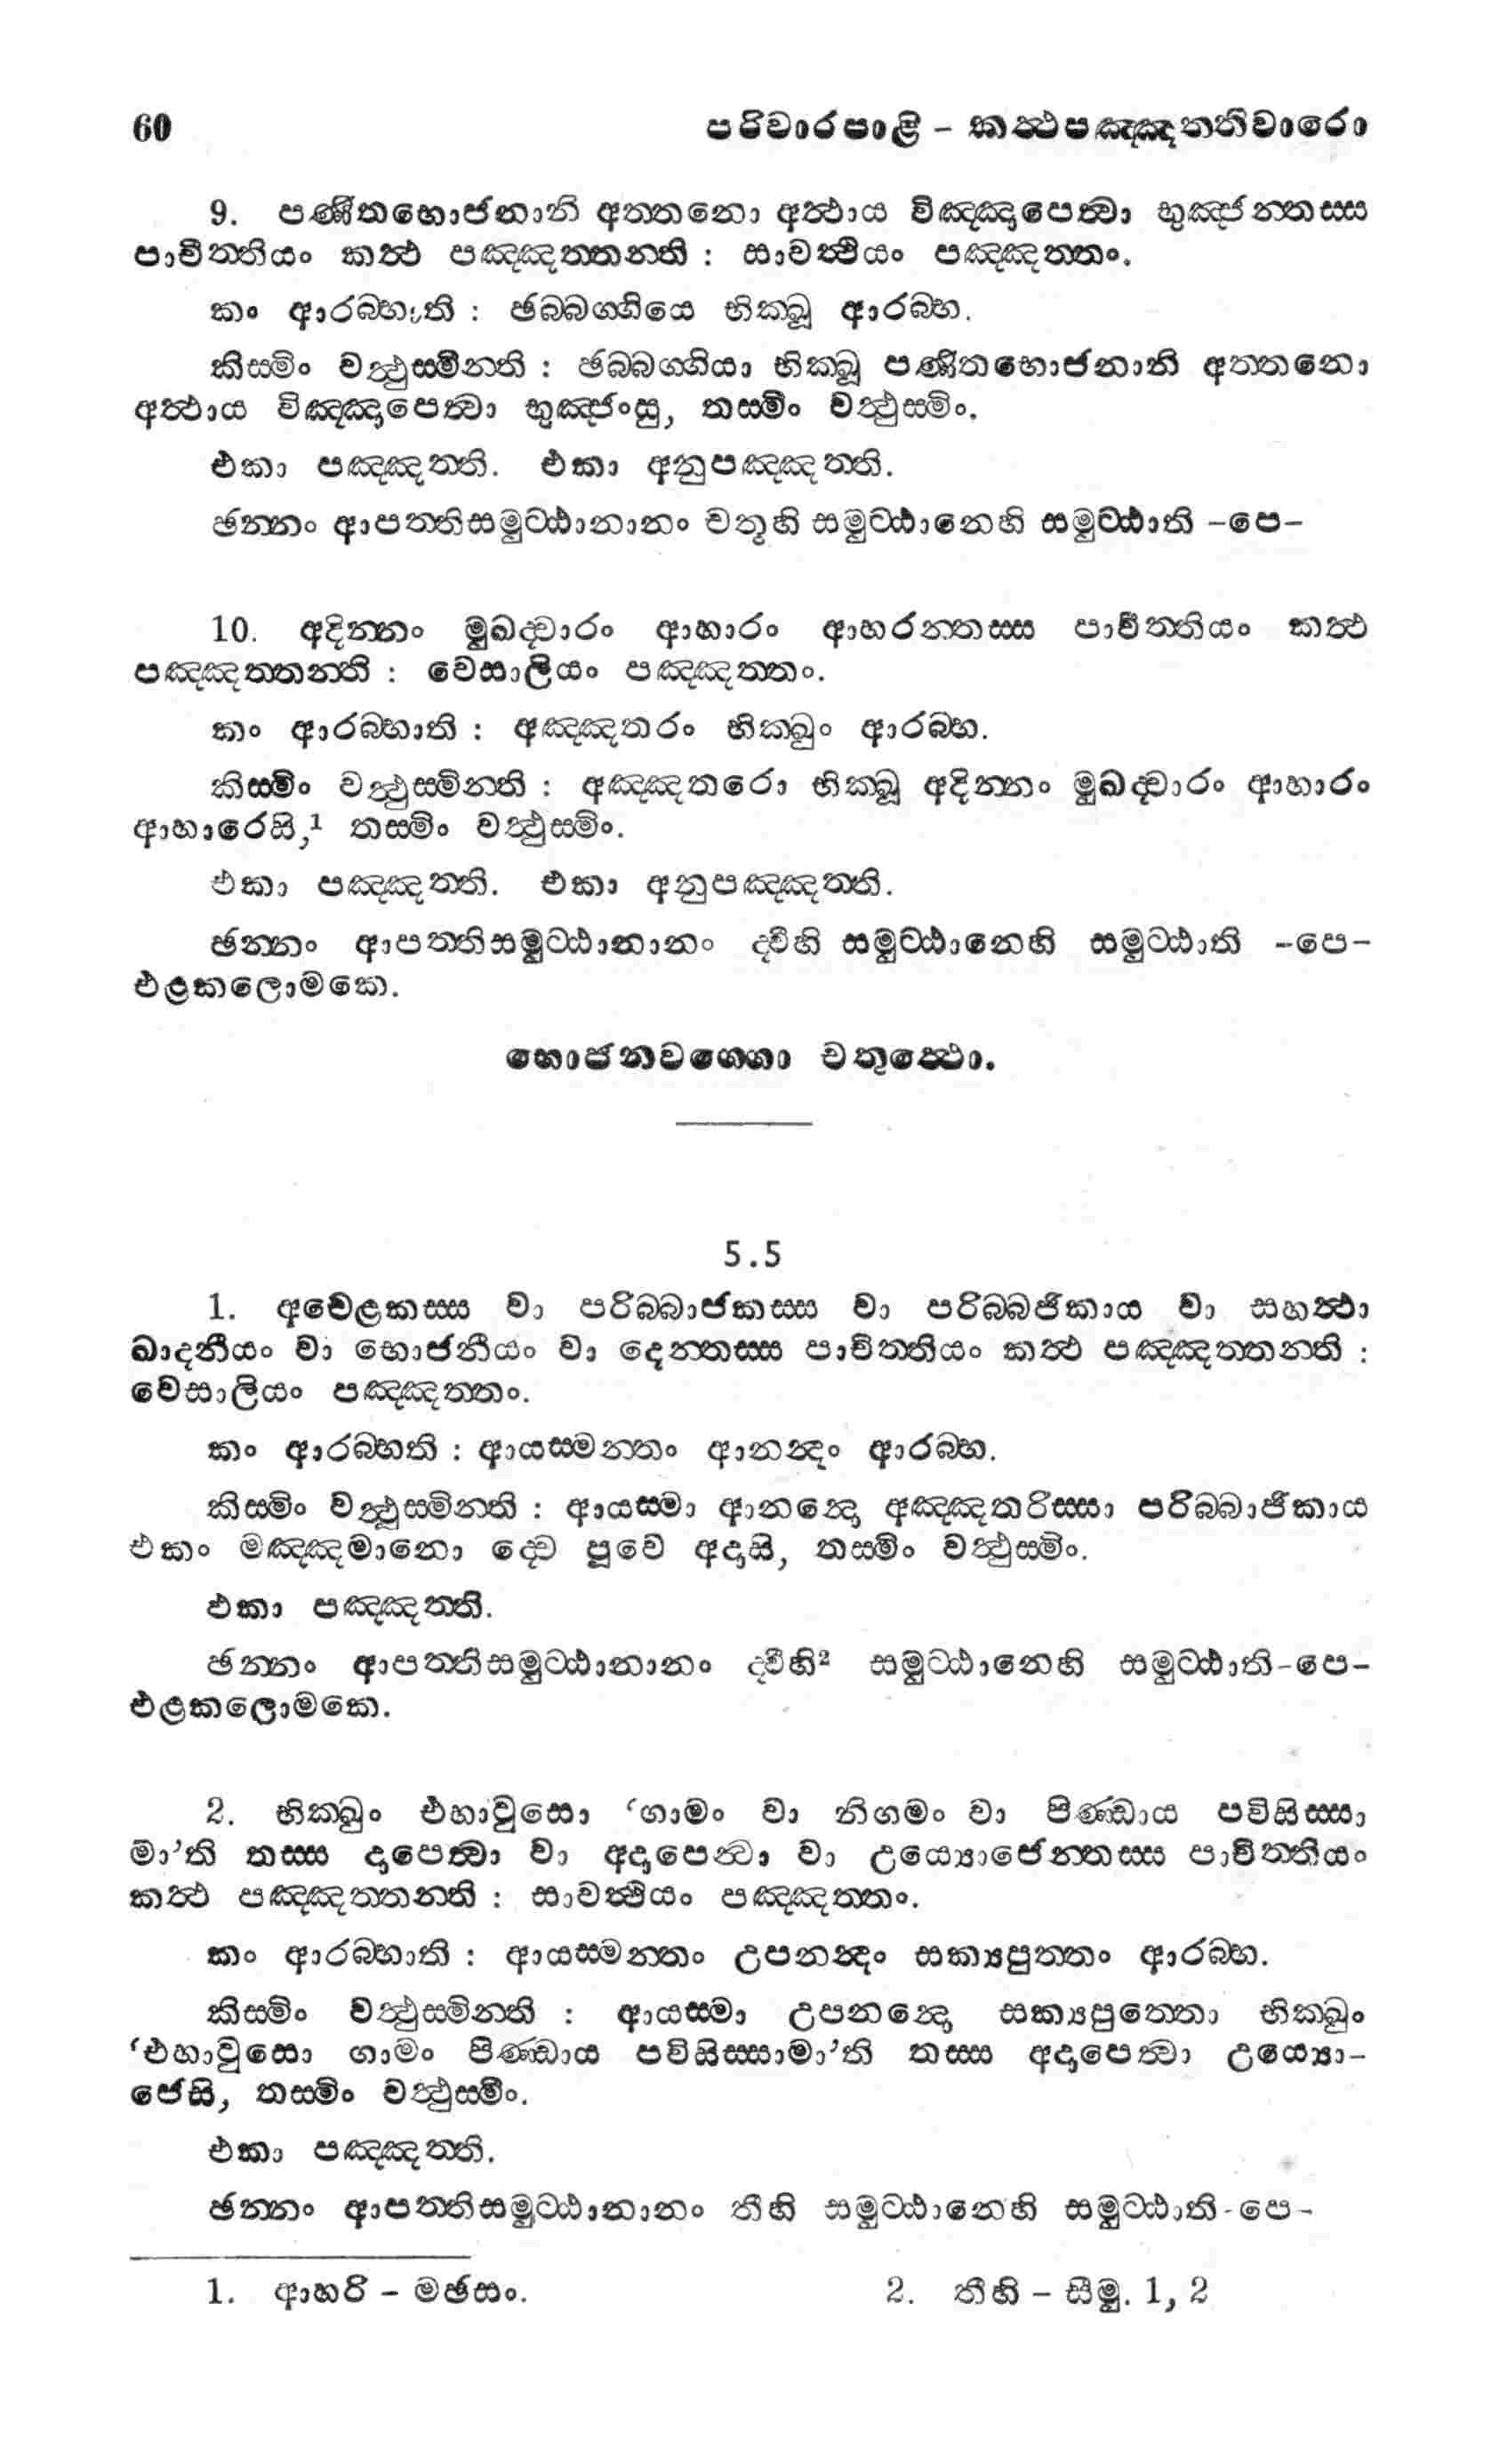 60 පරිවාරපාළි – කත්‍ථපඤ්ඤත්තිවාරො
9. පණීතභොජනානි අත්තනො අත්‍ථාය විඤ්ඤාපෙත්‍වා භුඤ්ජන්තස්ස
පාචිත්තියං කත්‍ථ පඤ්ඤත්තන්ති : සාවත්‍ථියං පඤ්ඤත්තං.
කං ආරබ්භාති : ඡබ්බග්ගියෙ භික්ඛූ ආරබ්භ.
කිස්මිං වත්‍ථුස්මින්ති : ඡබ්බග්ගියා භික්ඛූ පණීතභොජනානි අත්තනො
අත්‍ථාය විඤ්ඤාපෙත්‍වා භුඤ්ජිංසු, තස්මිං වත්‍ථුස්මිං.
එකා පඤ්ඤත්ති. එකා අනුපඤ්ඤත්ති.
ඡන්නං ආපත්තිසමුට්ඨානානං චතූහි සමුට්ඨානෙහි සමුට්ඨාති –පෙ–
10. අදින්නං මුඛද්වාරං ආහාරං ආහරන්තස්ස පාචිත්තියං කත්‍ථ
පඤ්ඤත්තන්ති : වෙසාලියං පඤ්ඤත්තං.
කං ආරබ්භාති : අඤ්ඤතරං භික්ඛුං ආරබ්භ.
කිස්මිං වත්‍ථුස්මින්ති : අඤ්ඤතරො භික්ඛූ අදින්නං මුඛද්වාරං ආහාරං
ආහාරෙසි,¹ තස්මිං වත්‍ථුස්මිං.
එකා පඤ්ඤත්ති. එකා අනුපඤ්ඤත්ති.
ඡන්නං ආපත්තිසමුට්ඨානානං ද්වීහි සමුට්ඨානෙහි සමුට්ඨාති –පෙ–
එළකලොමකෙ.
භොජනවග්ගො චතුත්‍ථො.
5.5
1. අචෙළකස්ස වා පරිබ්බාජකස්ස වා පරිබ්බජිකාය වා සහත්‍ථා
ඛාදනීයං වා භොජනීයං වා දෙන්තස්ස පාචිත්තියං කත්‍ථ පඤ්ඤත්තන්ති :
වෙසාලියං පඤ්ඤත්තං.
කං ආරබ්භති : ආයස්මන්තං ආනන්දං ආරබ්භ.
කිස්මිං වත්‍ථූස්මින්ති : ආයස්මා ආනන්දො අඤ්ඤතරිස්සා පරිබ්බාජිකාය
එකං මඤ්ඤමානො ද්වෙ පූවෙ අදාසි, තස්මිං වත්‍ථුස්මිං.
එකා පඤ්ඤත්ති.
ඡන්නං ආපත්තිසමුට්ඨානානං ද්වීහි² සමුට්ඨානෙහි සමුට්ඨාති–පෙ–
එළකලොමකෙ.
2. භික්ඛුං එහාවුසො ‘ගාමං වා නිගමං වා පිණ්ඩාය පවිසිස්සා
මා’ති තස්ස දාපෙත්‍වා වා අදාපෙත්‍වා වා උය්‍යොජෙන්තස්ස පාචිත්තියං
කත්‍ථ පඤ්ඤත්තන්ති : සාවත්‍ථියං පඤ්ඤත්තං.
කං ආරබ්භාති : ආයස්මන්තං උපනන්දං සක්‍යපුත්තං ආරබ්භ.
කිස්මිං වත්‍ථුස්මින්ති : ආයස්මා උපනන්දො සක්‍යපුත්තො භික්ඛුං
‘එහාවුසො ගාමං පිණ්ඩාය පවිසිස්සාමා’ති තස්ස අදාපෙත්‍වා උය්‍යො–
ජෙසි, තස්මිං වත්‍ථුස්මිං.
එකා පඤ්ඤත්ති.
ඡන්නං ආපත්තිසමුට්ඨානානං තීහි සමුට්ඨානෙහි සමුට්ඨාති–පෙ–
1. ආහරි – මඡසං. 2. තීහි – සීමු. 1, 2